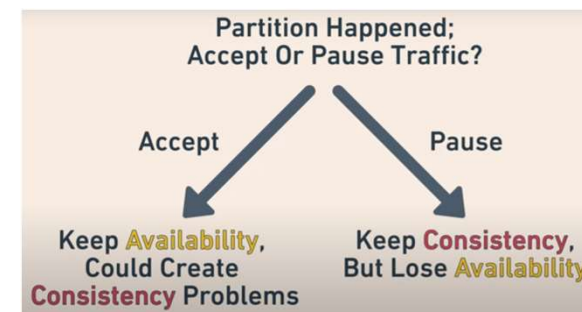 Partition Happened;
Accept Or Pause Traffic?
Accept
Pause
Keep Availability,
Could Create
Consistency Problems
Keep Consistency,
But Lose Availability